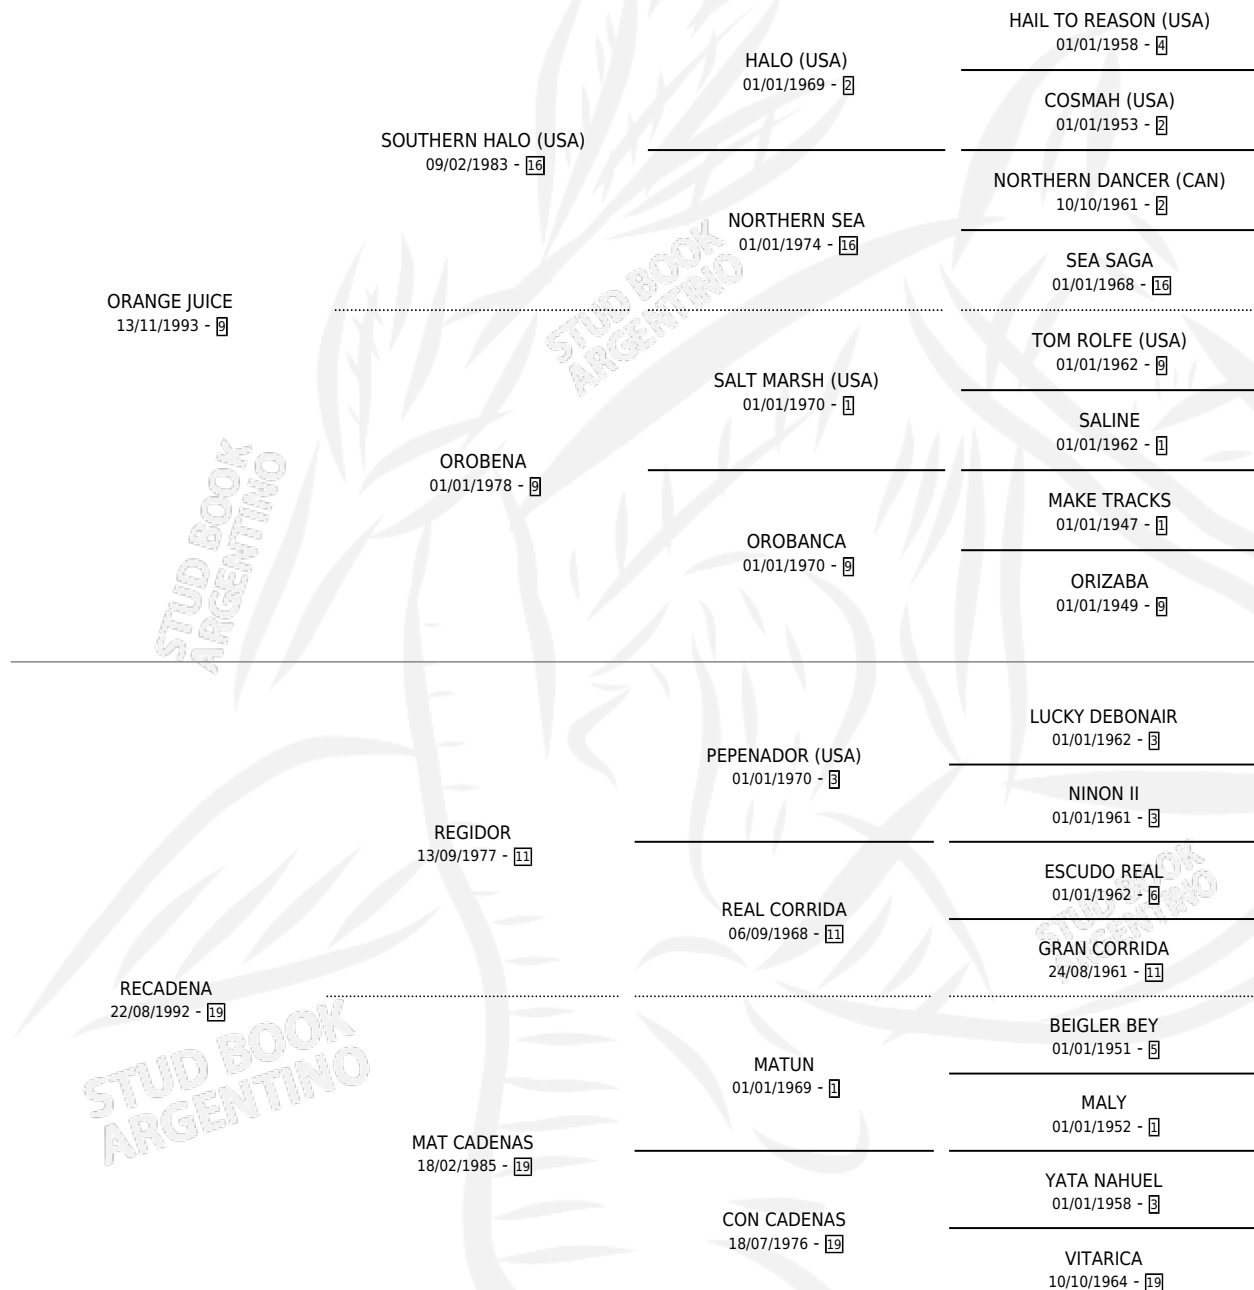 HAIL TO REASON (USA)
01/01/1958 - 4
HALO (USA)
01/01/1969 - 2
COSMAH (USA)
01/01/1953 - 2
SOUTHERN HALO (USA)
09/02/1983 - 16
NORTHERN DANCER (CAN)
10/10/1961 - 2
NORTHERN SEA
01/01/1974 - 16
SEA SAGA
01/01/1968 - 16
ORANGE JUICE
13/11/1993 - 9
STUD BOOK
ARGENTINO
TOM ROLFE (USA)
01/01/1962 - 9
SALT MARSH (USA)
01/01/1970 - 1
SALINE
01/01/1962 - 1
OROBENA
01/01/1978 - 9
MAKE TRACKS
01/01/1947 - 1
OROBANCA
01/01/1970 - 9
ORIZABA
01/01/1949 - 9
STUD BOOK
ARGENTINO
LUCKY DEBONAIR
01/01/1962 - 3
PEPENADOR (USA)
01/01/1970 - 3
NINON II
01/01/1961 - 3
REGIDOR
13/09/1977 - 11
ESCUDO REAL
01/01/1962 - 6
REAL CORRIDA
06/09/1968 - 11
STUD BOOK
ARGENTINO
GRAN CORRIDA
24/08/1961 - 11
RECADENA
22/08/1992 - 19
BEIGLER BEY
01/01/1951 - 5
MATUN
01/01/1969 - 1
STUD BOOK
ARGENTINO
MALY
01/01/1952 - 1
MAT CADENAS
18/02/1985 - 19
YATA NAHUEL
01/01/1958 - 3
CON CADENAS
18/07/1976 - 19
VITARICA
10/10/1964 - 19